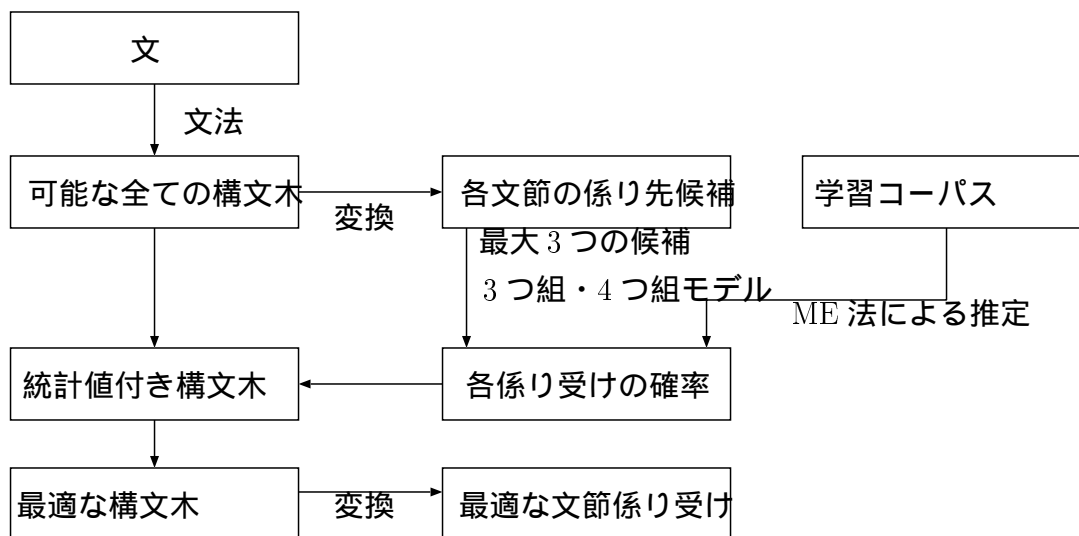 文
文法
可能な全ての構文木
変換
各文節の係り先候補
学習コーパス
最大 3 つの候補
3 つ組・4 つ組モデル
ME 法による推定
統計値付き構文木
各係り受けの確率
最適な構文木
変換
最適な文節係り受け